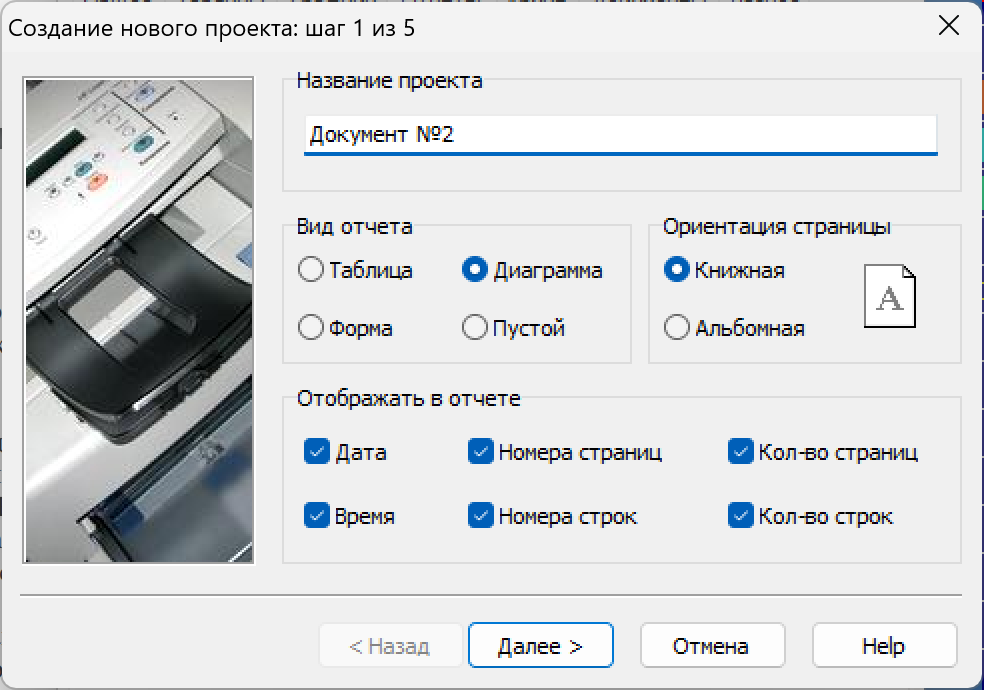 Создание нового проекта: шаг 1 из 5
Название проекта
Документ №2
Вид отчета
Таблица
Диаграмма
Форма
Пустой
Ориентация страницы
Книжная
Альбомная
A
Отображать в отчете
Дата
Номера страниц
Кол-во страниц
Время
Номера строк
Кол-во строк
< Назад
Далее >
Отмена
Help